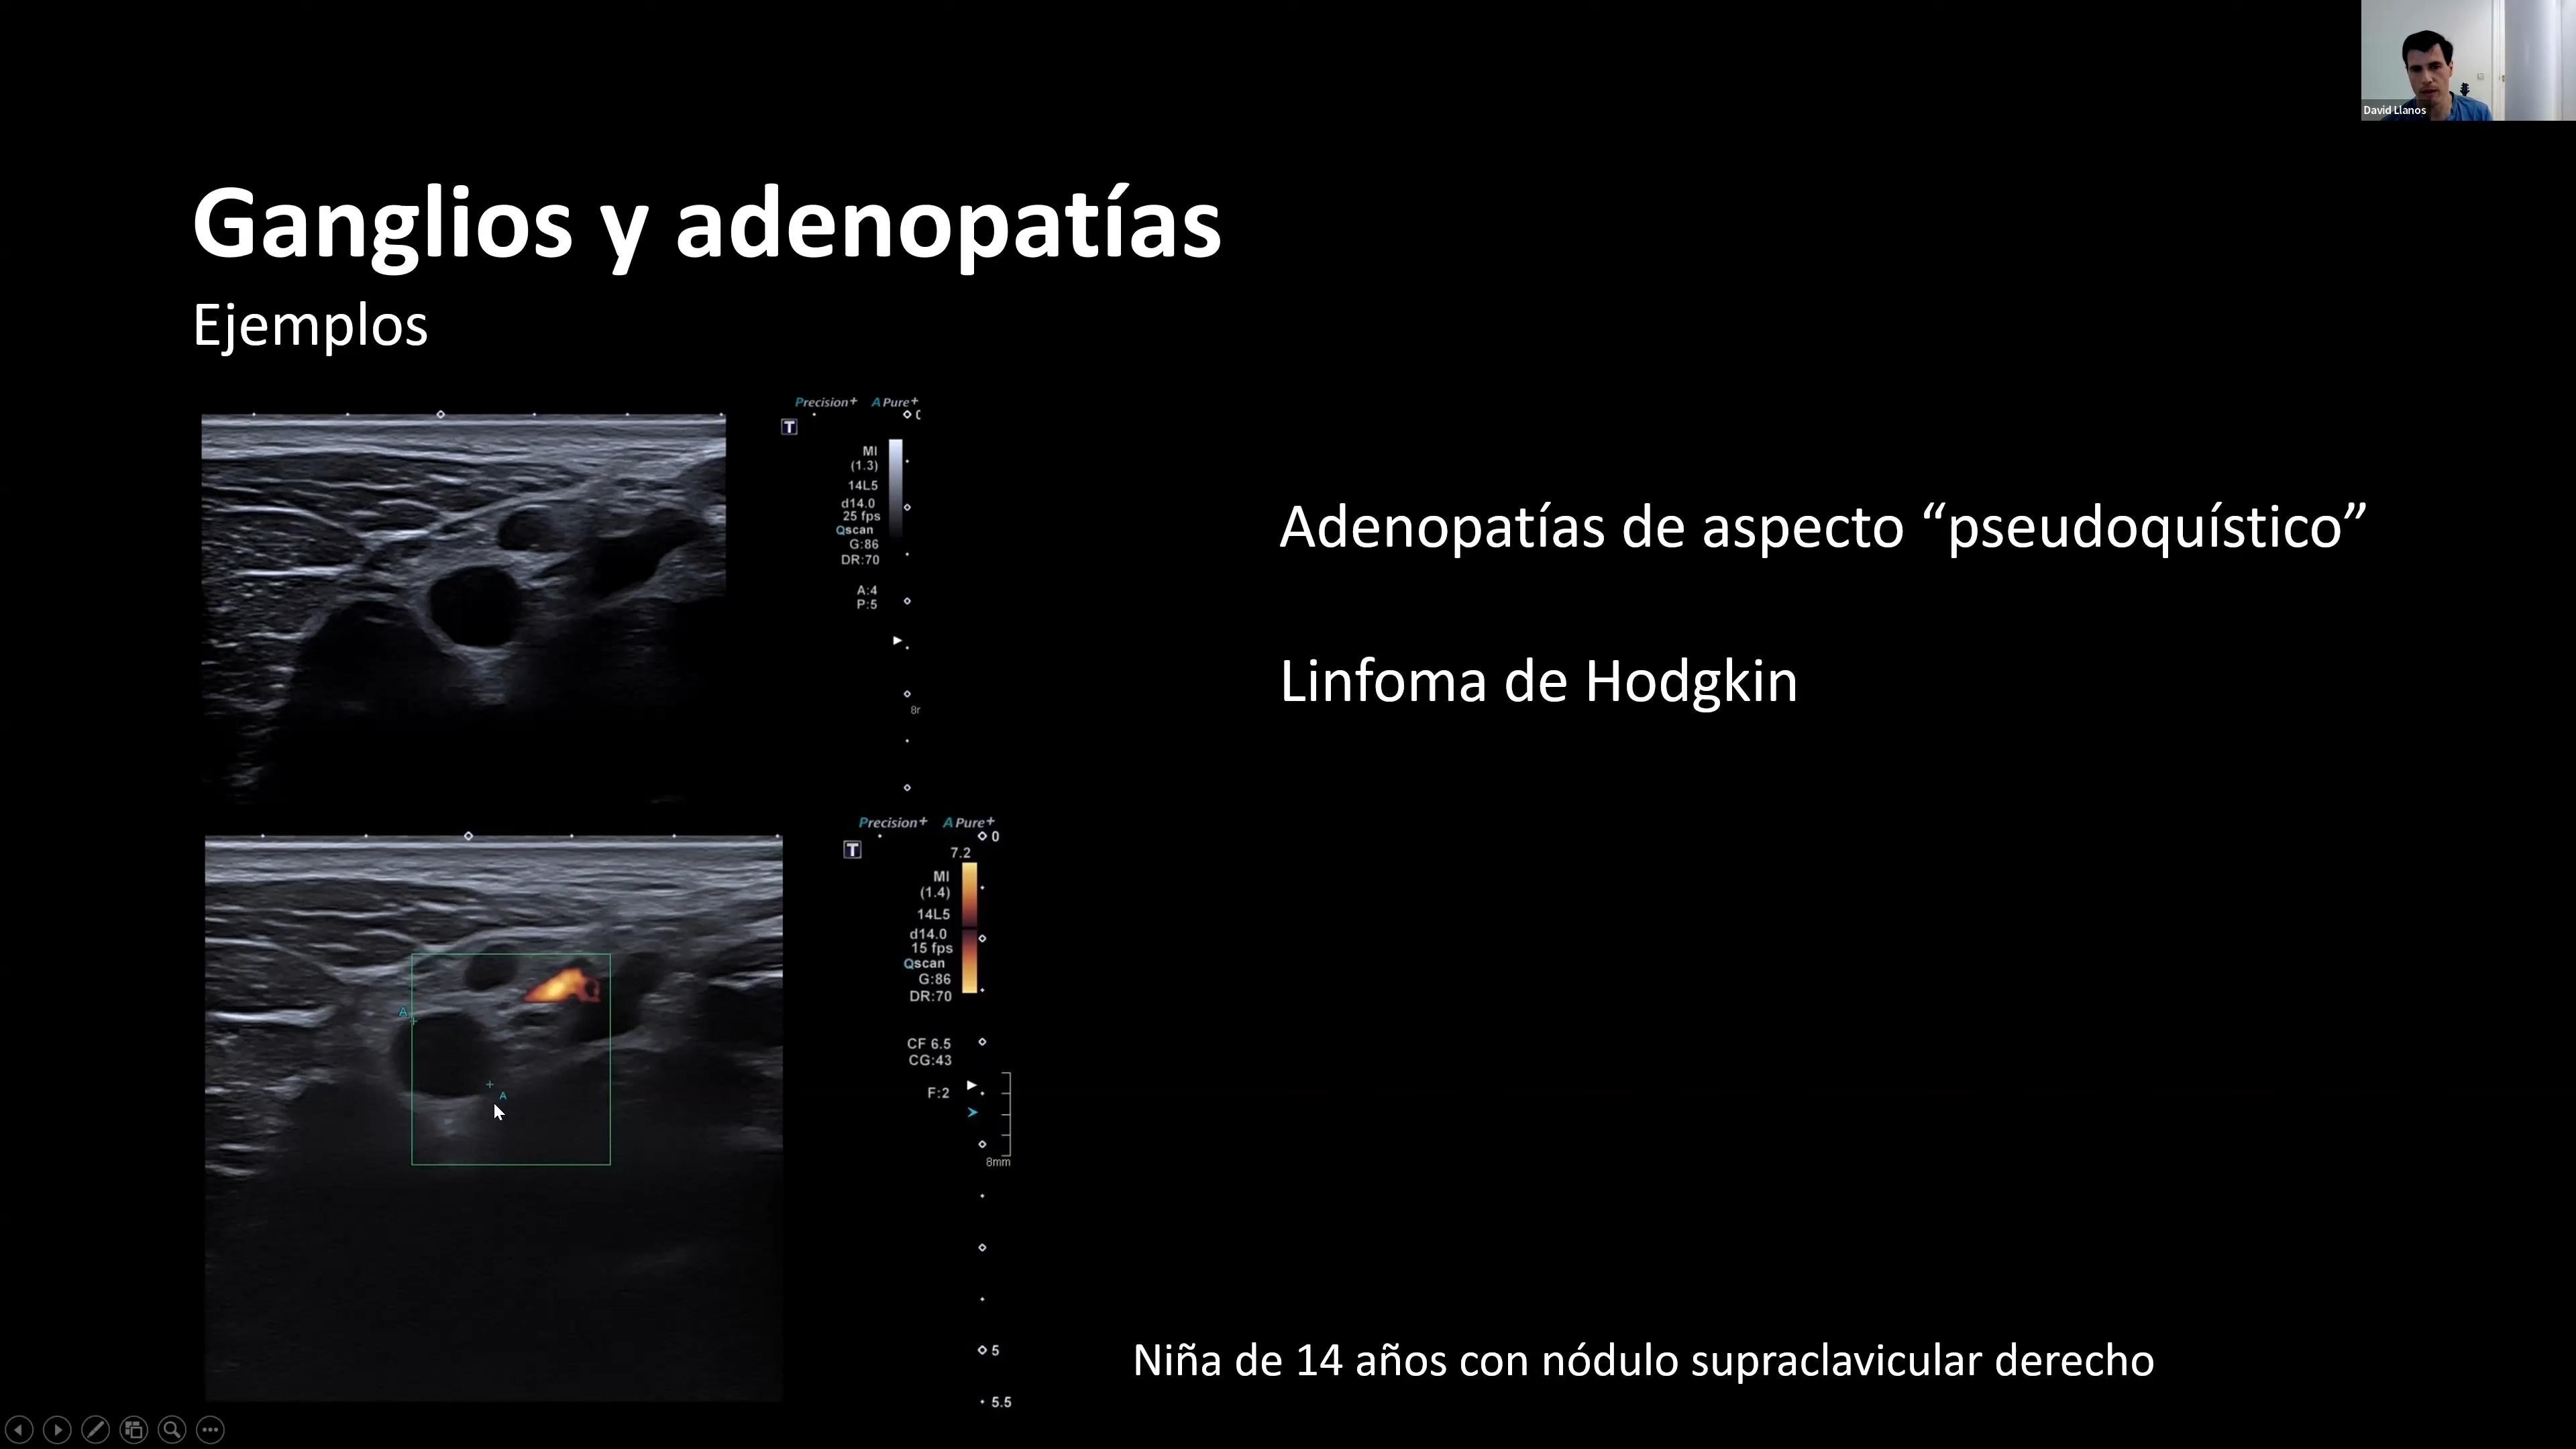 David Llanos
Ganglios y adenopatías
Ejemplos
Precision+ APure+
0
T
MI
(1.3)
14L5
d14.0
25 fps
Qscan
G:86
DR:70
A:4
P:5
Adenopatías de aspecto “pseudoquístico”
Linfoma de Hodgkin
Precision+ APure+
0
T
7.2
MI
(1.4)
14L5
d14.0
15 fps
Qscan
G:86
DR:70
A
CF 6.5
CG:43
F:2
A
8mm
5
5.5
Niña de 14 años con nódulo supraclavicular derecho